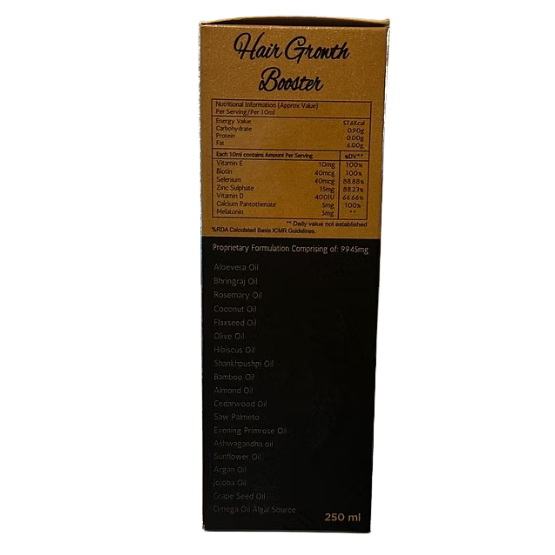 Hair Growth
Booster
Nutritional Information (Approx Value)
Per Serving/Per 10ml
Energy Value 57.6Kcal
Carbohydrate 0.90g
Protein 0.00g
Fat 6.00g
Each 10ml contains Amount Per Serving %DV**
Vitamin E 10mg 100%
Biotin 40mcg 100%
Selenium 40mcg 88.88%
Zinc Sulphate 15mg 88.23%
Vitamin D 400IU 66.66%
Calcium Pantothenate 5mg 100%
Melatonin 5mg **
** Daily value not established
%RDA Calculated Basis ICMR Guidelines.
Proprietary Formulation Comprising of: 9945mg
Aloevera Oil
Bhringraj Oil
Rosemary Oil
Coconut Oil
Flaxseed Oil
Olive Oil
Hibiscus Oil
Shankhpushpi Oil
Bamboo Oil
Almond Oil
Cedarwood Oil
Saw Palmeto
Evening Primrose Oil
Ashwagandha oil
Sunflower Oil
Argan Oil
Jojoba Oil
Grape Seed Oil
Omega Oil Algal Source
250 ml